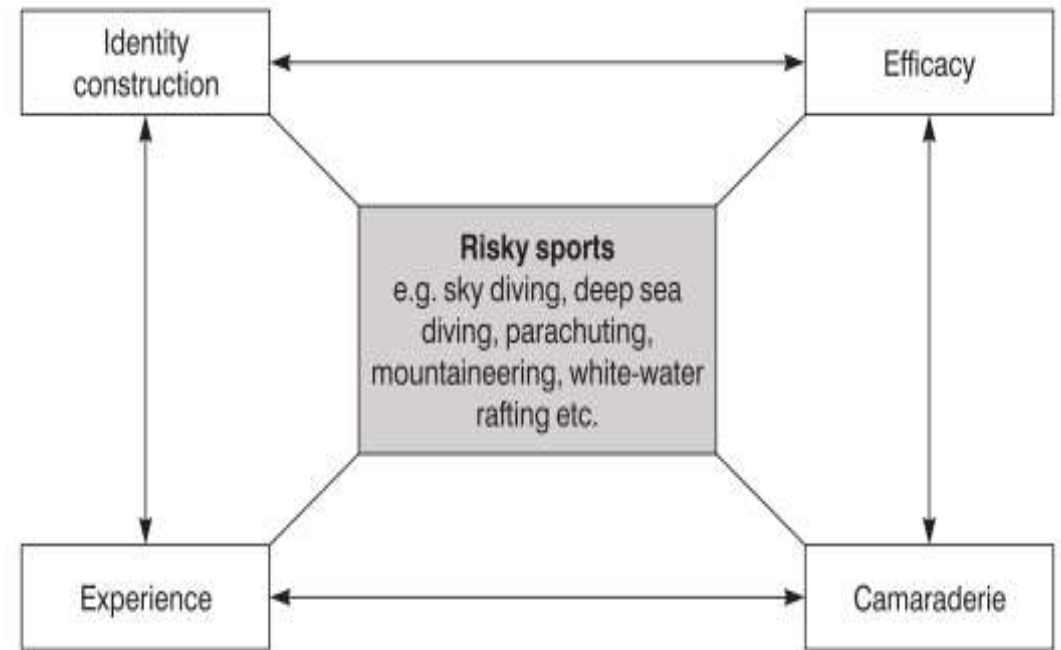 Identity
construction
Efficacy
Risky sports
e.g. sky diving, deep sea
diving, parachuting,
mountaineering, white-water
rafting etc.
Experience
Camaraderie